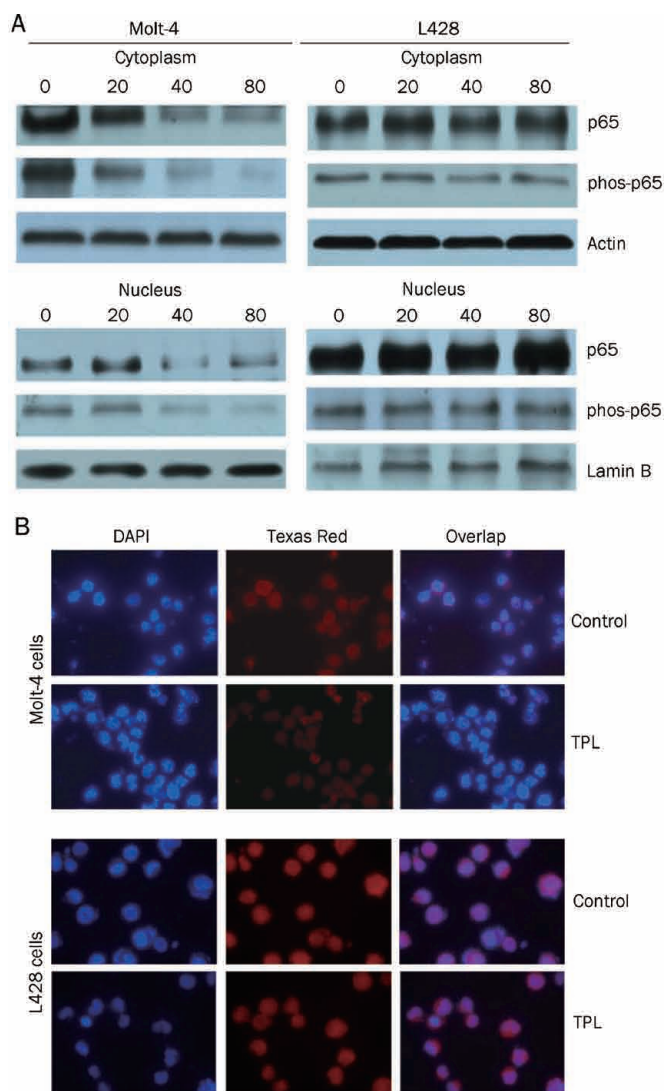 A
Molt-4 L428
Cytoplasm Cytoplasm
0 20 40 80 0 20 40 80
p65
phos-p65
Actin
Nucleus Nucleus
0 20 40 80 0 20 40 80
p65
phos-p65
Lamin B
B
DAPI Texas Red Overlap
Molt-4 cells
Control
TPL
L428 cells
Control
TPL